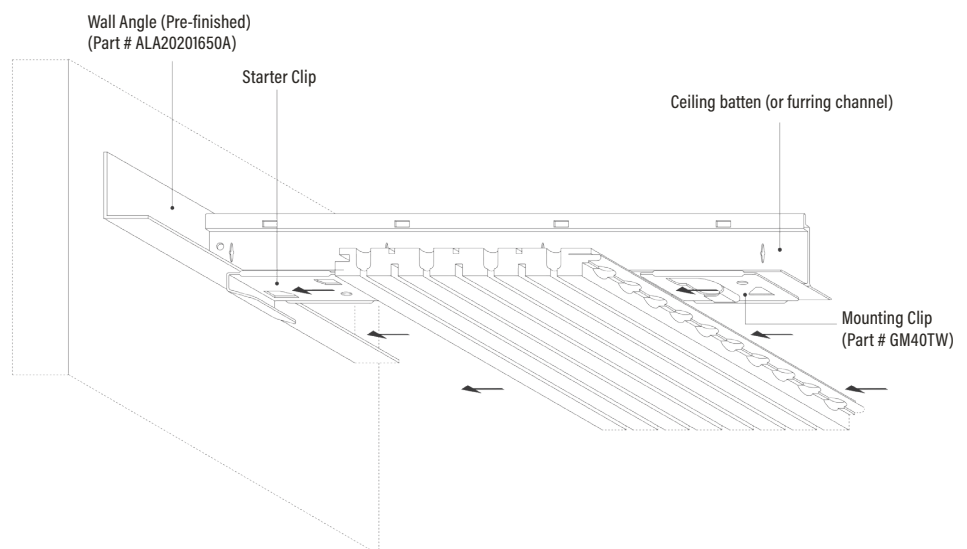 Wall Angle (Pre-finished)
(Part # ALA20201650A)
Starter Clip
Ceiling batten (or furring channel)
Mounting Clip
(Part # GM40TW)